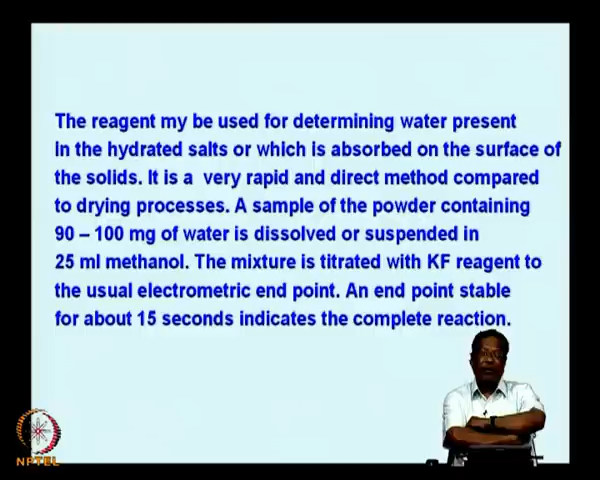 The reagent my be used for determining water present
In the hydrated salts or which is absorbed on the surface of
the solids. It is a very rapid and direct method compared
to drying processes. A sample of the powder containing
90 – 100 mg of water is dissolved or suspended in
25 ml methanol. The mixture is titrated with KF reagent to
the usual electrometric end point. An end point stable
for about 15 seconds indicates the complete reaction.
NPTEL